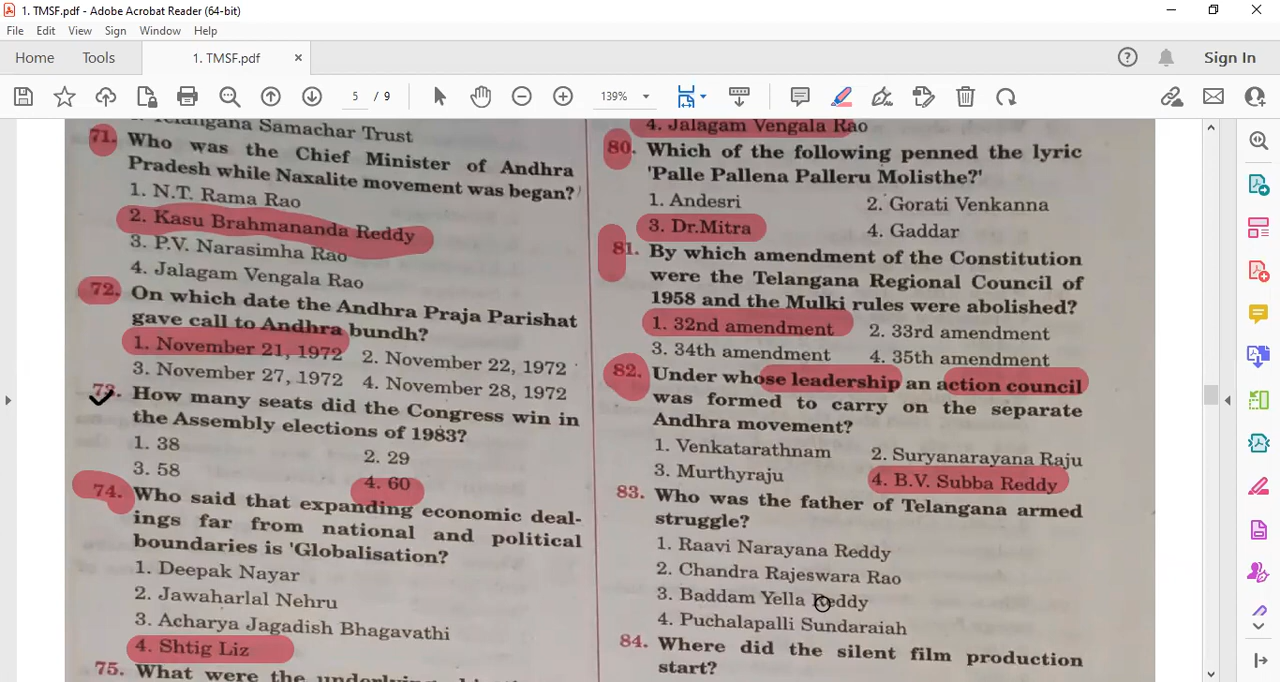 1. TMSF.pdf - Adobe Acrobat Reader (64-bit)
File Edit View Sign Window Help
Home Tools 1. TMSF.pdf × Sign In
5 / 9 139%
Telangana Samachar Trust
71. Who was the Chief Minister of Andhra
Pradesh while Naxalite movement was began?
1. N.T. Rama Rao
2. Kasu Brahmananda Reddy
3. P.V. Narasimha Rao
4. Jalagam Vengala Rao
72. On which date the Andhra Praja Parishat
gave call to Andhra bundh?
1. November 21, 1972 2. November 22, 1972
3. November 27, 1972 4. November 28, 1972
73. How many seats did the Congress win in
the Assembly elections of 1983?
1. 38 2. 29
3. 58 4. 60
74. Who said that expanding economic deal-
ings far from national and political
boundaries is 'Globalisation?
1. Deepak Nayar
2. Jawaharlal Nehru
3. Acharya Jagadish Bhagavathi
4. Shtig Liz
75. What were the underlying
4. Jalagam Vengala Rao
80. Which of the following penned the lyric
'Palle Pallena Palleru Molisthe?'
1. Andesri 2. Gorati Venkanna
3. Dr.Mitra 4. Gaddar
81. By which amendment of the Constitution
were the Telangana Regional Council of
1958 and the Mulki rules were abolished?
1. 32nd amendment 2. 33rd amendment
3. 34th amendment 4. 35th amendment
82. Under whose leadership an action council
was formed to carry on the separate
Andhra movement?
1. Venkatarathnam 2. Suryanarayana Raju
3. Murthyraju 4. B.V. Subba Reddy
83. Who was the father of Telangana armed
struggle?
1. Raavi Narayana Reddy
2. Chandra Rajeswara Rao
3. Baddam Yella Reddy
4. Puchalapalli Sundaraiah
84. Where did the silent film production
start?